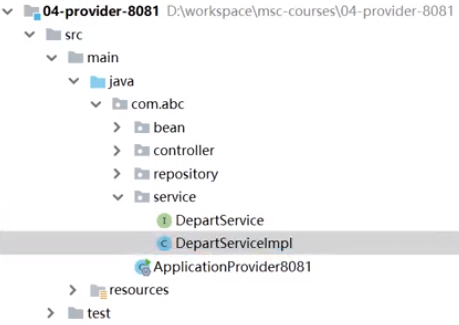 04-provider-8081 D:\workspace\msc-courses\04-provider-8081
src
main
java
com.abc
bean
controller
repository
service
I DepartService
C DepartServiceImpl
ApplicationProvider8081
resources
test